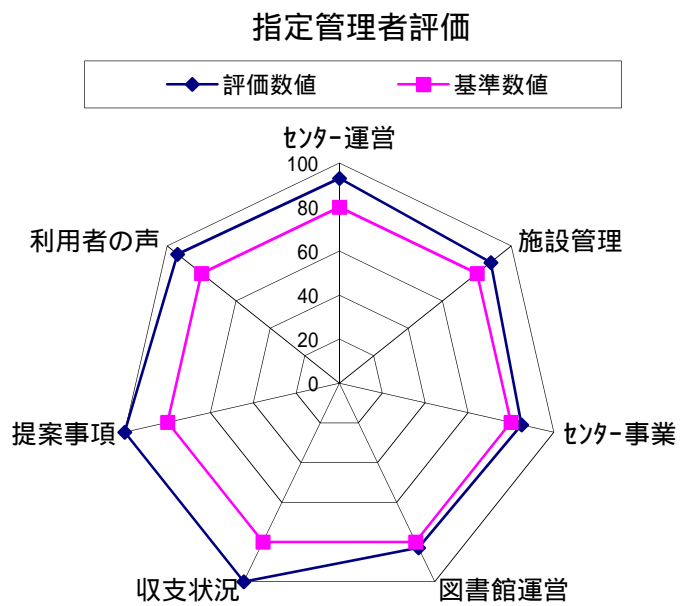 指定管理者評価
評価数値
基準数値
ｾﾝﾀｰ運営
施設管理
ｾﾝﾀｰ事業
図書館運営
収支状況
提案事項
利用者の声
100
80
60
40
20
0